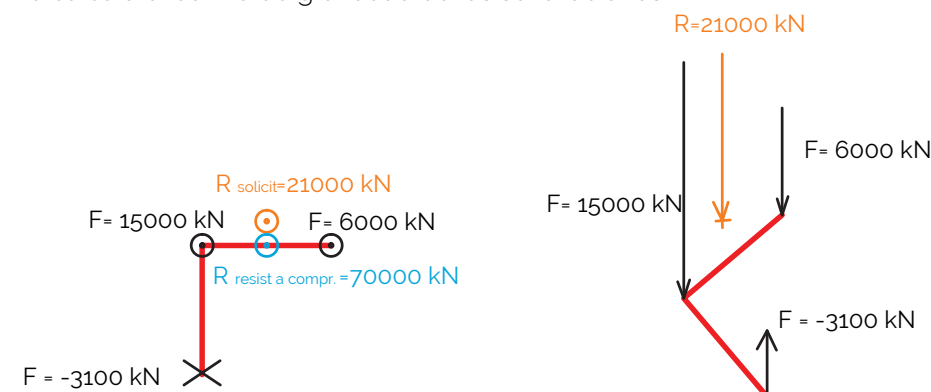 R=21000 kN
F= 6000 kN
R solicit=21000 kN
F= 15000 kN
F= 15000 kN
F= 6000 kN
R resist a compr. =70000 kN
F = -3100 kN
F = -3100 kN